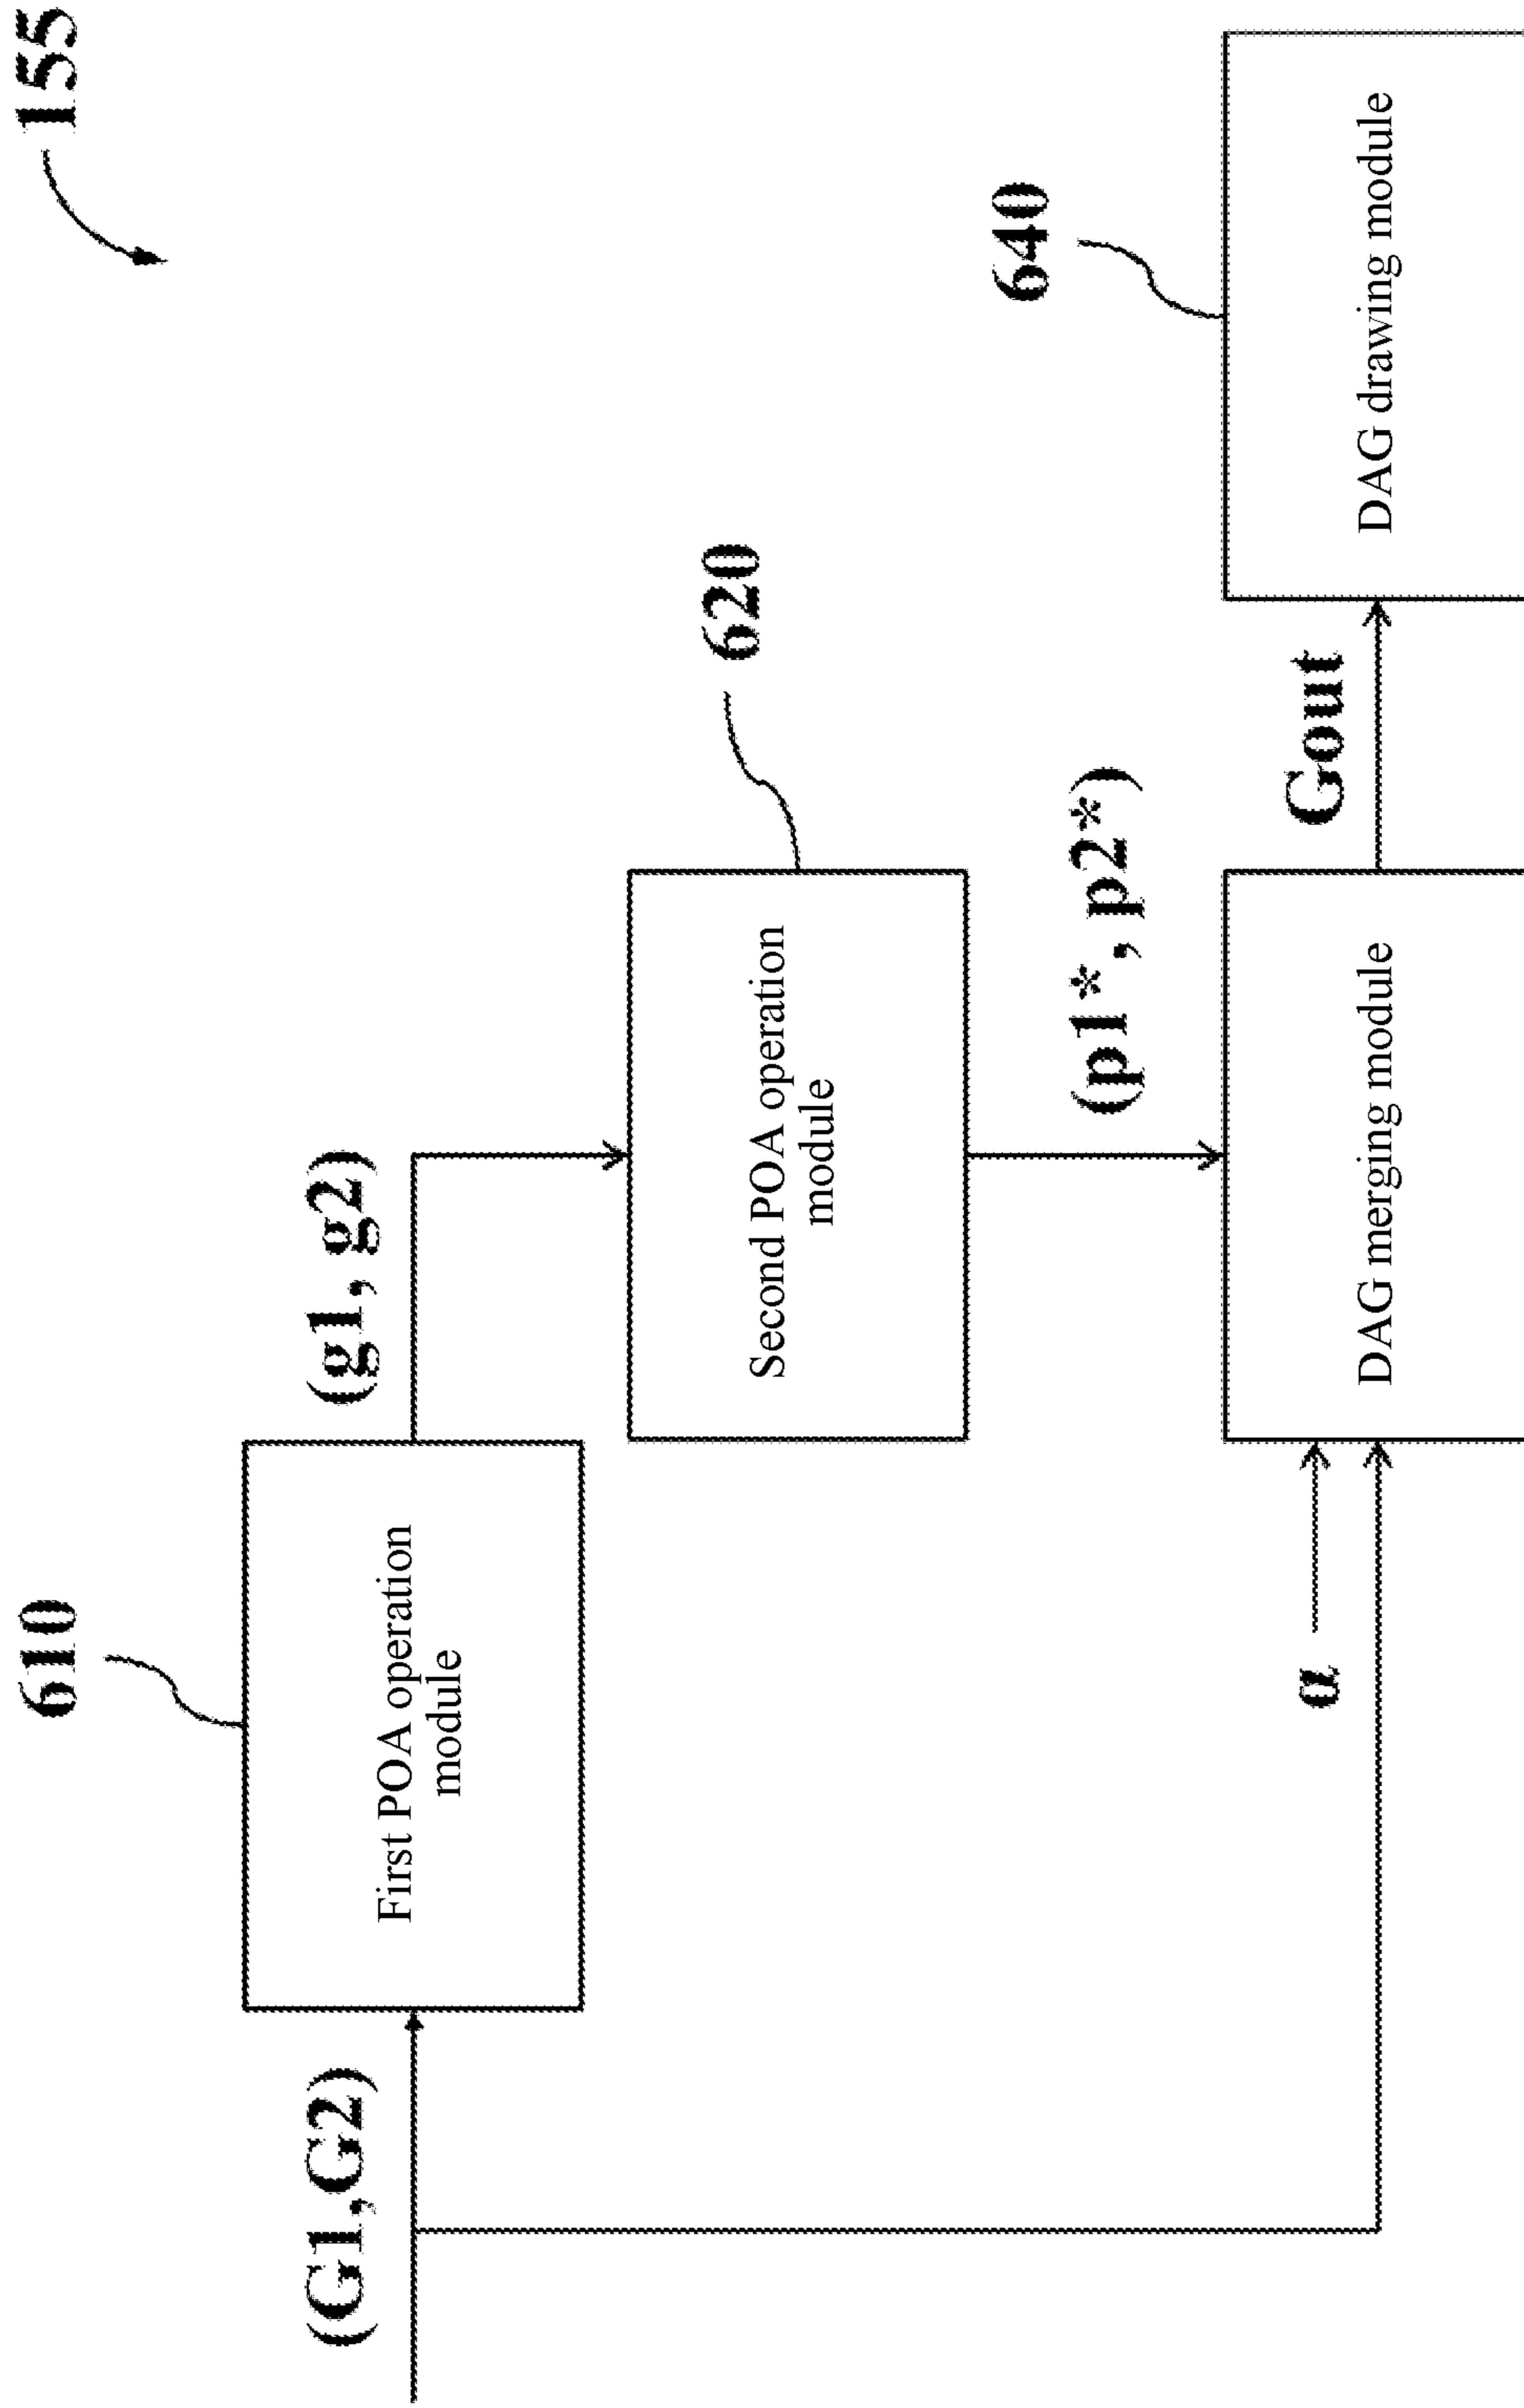 155
610
(G1,G2)
First POA operation
module
(g1, g2)
620
Second POA operation
module
(p1*, p2*)
640
α
DAG merging module
Gout
DAG drawing module